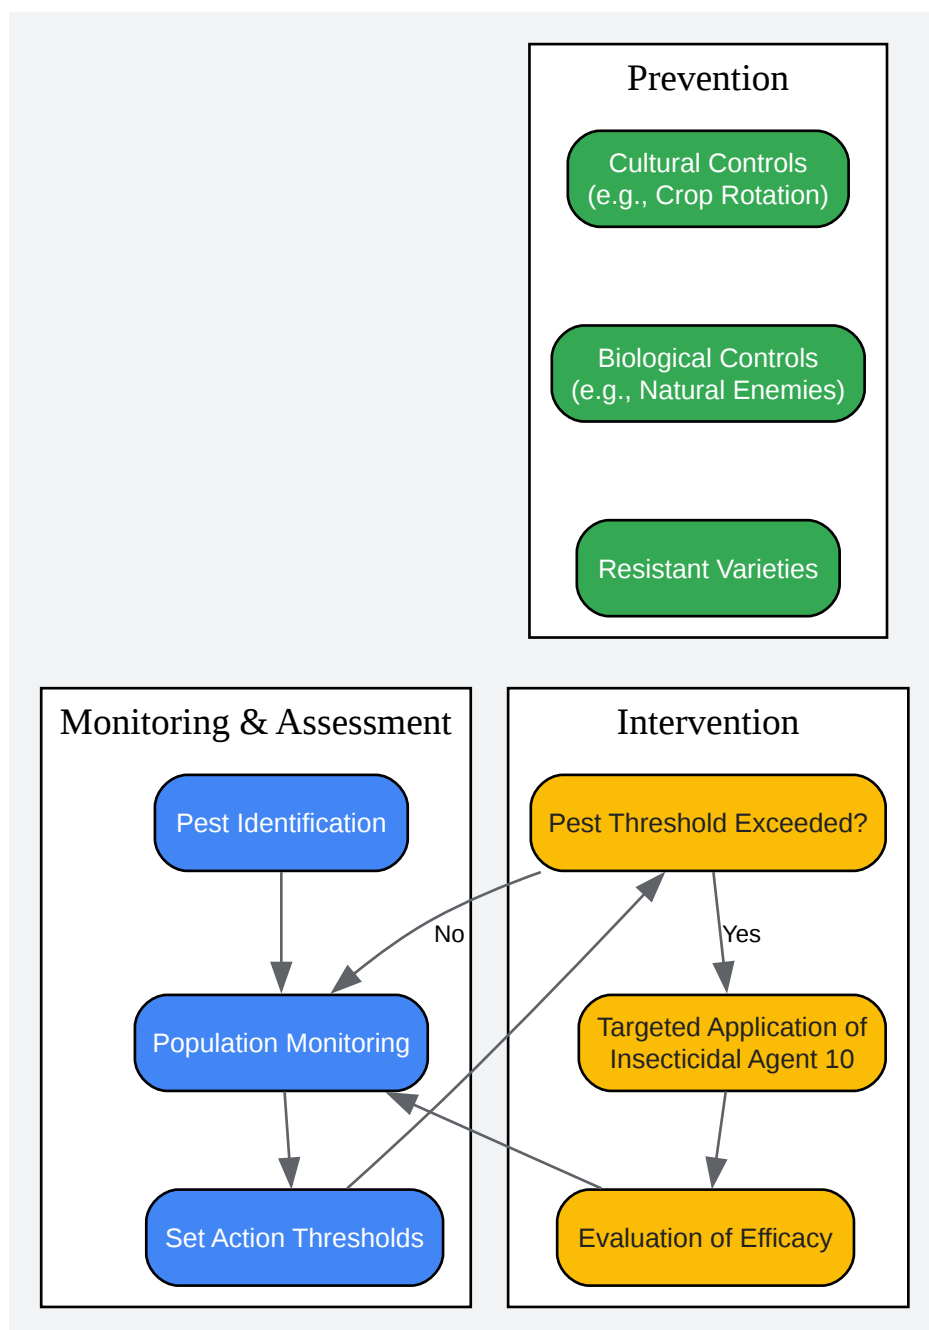 Prevention
Cultural Controls
(e.g., Crop Rotation)
Biological Controls
(e.g., Natural Enemies)
Resistant Varieties
Monitoring & Assessment
Pest Identification
Population Monitoring
Set Action Thresholds
Intervention
Pest Threshold Exceeded?
No
Yes
Targeted Application of
Insecticidal Agent 10
Evaluation of Efficacy